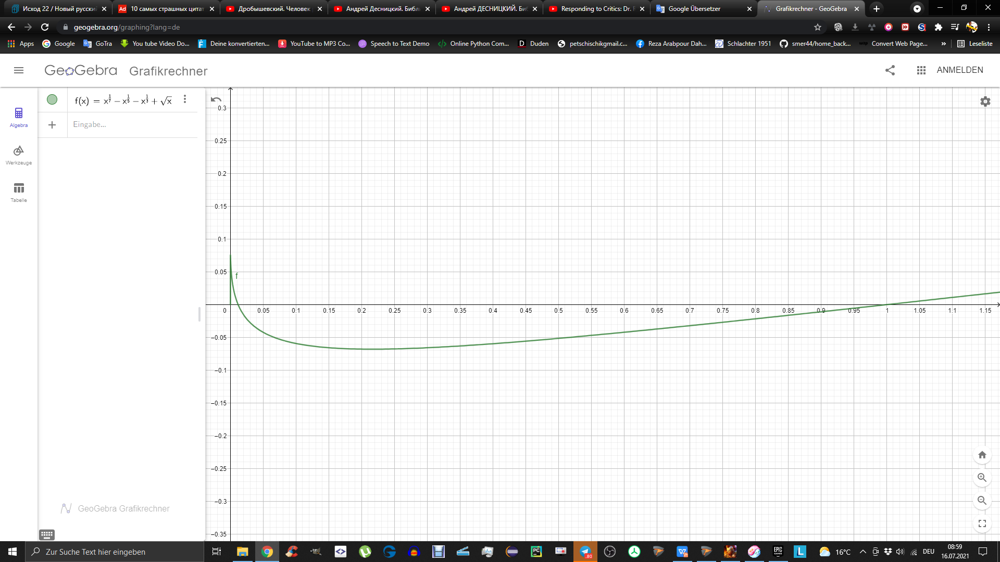 Исход 22 / Новый русски
10 самых страшных цитат
Дробышевский. Человек
Андрей Десницкий. Библ
Андрей ДЕСНИЦКИЙ. Би
Responding to Critics: Dr. R
Google Übersetzer
Grafikrechner - GeoGebra
geogebra.org/graphing?lang=de
Apps
Google
GoTra
You tube Video Do...
Deine konvertierten...
YouTube to MP3 Co...
Speech to Text Demo
Online Python Com...
Duden
petschischikgmail.c...
Reza Arabpour Dah...
Schlachter 1951
smer44/home_back...
Convert Web Page...
»
Leseliste
GeoGebra
Grafikrechner
ANMELDEN
f(x) = x^(1/7) − x^(1/5) − x^(1/3) + √x
Eingabe...
Algebra
Werkzeuge
Tabelle
0.3
0.25
0.2
0.15
0.1
0.05
f
0
0.05
0.1
0.15
0.2
0.25
0.3
0.35
0.4
0.45
0.5
0.55
0.6
0.65
0.7
0.75
0.8
0.85
0.9
0.95
1
1.05
1.1
1.15
−0.05
−0.1
−0.15
−0.2
−0.25
−0.3
−0.35
GeoGebra Grafikrechner
Zur Suche Text hier eingeben
PC
.80
EPIC GAMES
L
16°C
DEU
08:59
16.07.2021